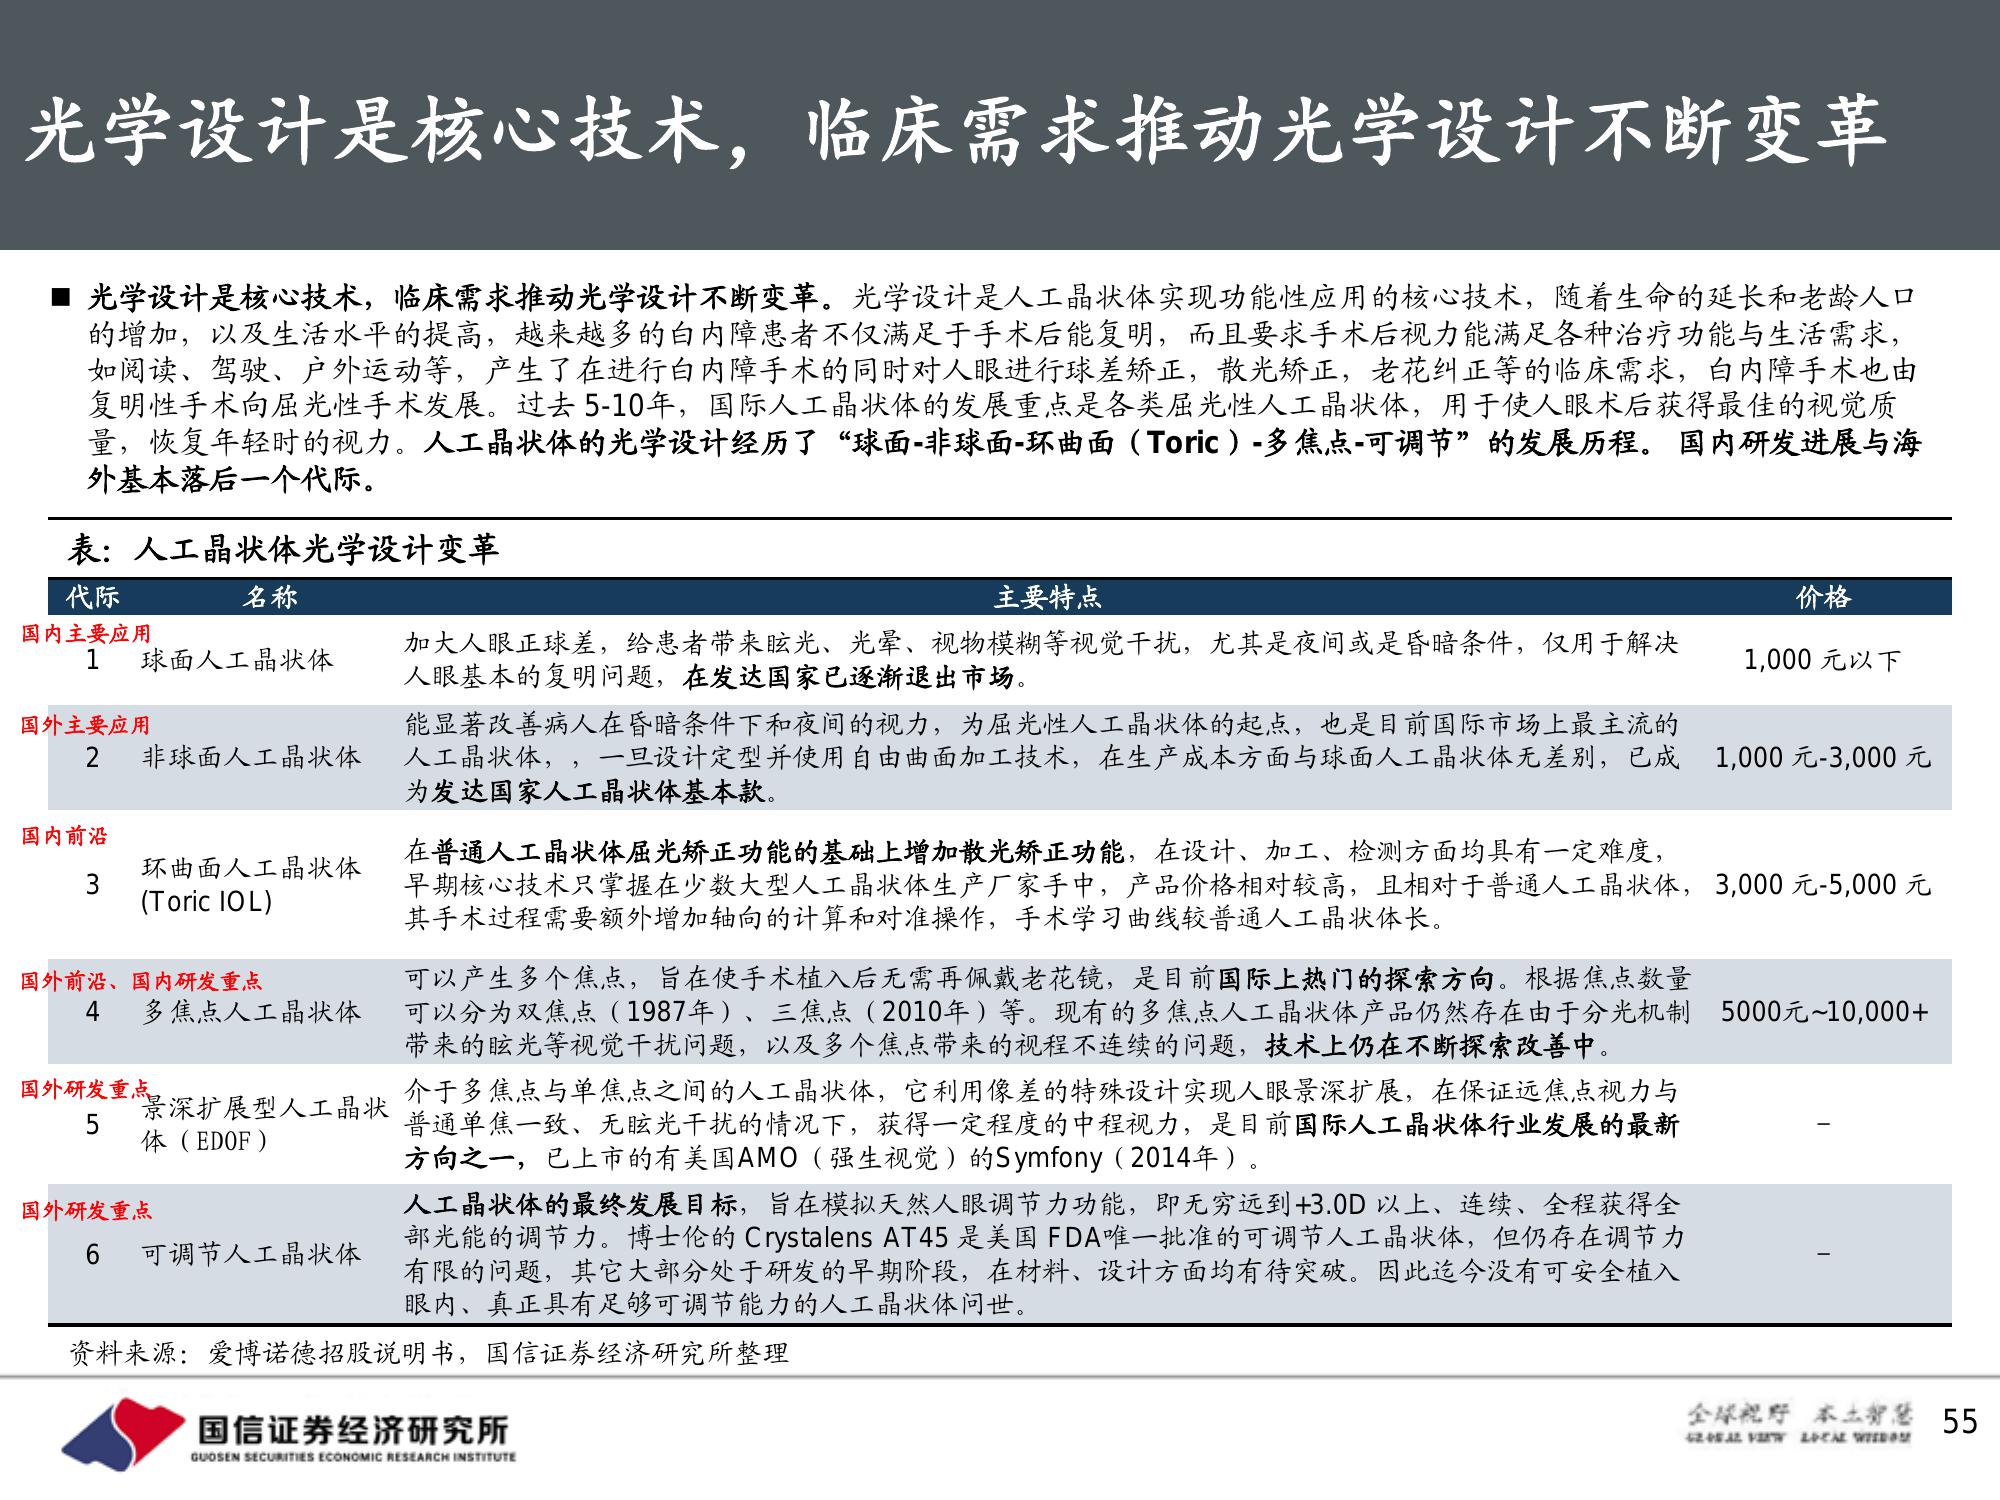 光学设计是核心技术，临床需求推动光学设计不断变革
■ 光学设计是核心技术，临床需求推动光学设计不断变革。光学设计是人工晶状体实现功能性应用的核心技术，随着生命的延长和老龄人口
的增加，以及生活水平的提高，越来越多的白内障患者不仅满足于手术后能复明，而且要求手术后视力能满足各种治疗功能与生活需求，
如阅读、驾驶、户外运动等，产生了在进行白内障手术的同时对人眼进行球差矫正，散光矫正，老花纠正等的临床需求，白内障手术也由
复明性手术向屈光性手术发展。过去 5-10年，国际人工晶状体的发展重点是各类屈光性人工晶状体，用于使人眼术后获得最佳的视觉质
量，恢复年轻时的视力。人工晶状体的光学设计经历了“球面-非球面-环曲面（Toric）-多焦点-可调节”的发展历程。 国内研发进展与海
外基本落后一个代际。
表：人工晶状体光学设计变革
代际 名称 主要特点 价格
国内主要应用
1 球面人工晶状体
加大人眼正球差，给患者带来眩光、光晕、视物模糊等视觉干扰，尤其是夜间或是昏暗条件，仅用于解决
人眼基本的复明问题，在发达国家已逐渐退出市场。
1,000 元以下
国外主要应用
2 非球面人工晶状体
能显著改善病人在昏暗条件下和夜间的视力，为屈光性人工晶状体的起点，也是目前国际市场上最主流的
人工晶状体，，一旦设计定型并使用自由曲面加工技术，在生产成本方面与球面人工晶状体无差别，已成
为发达国家人工晶状体基本款。
1,000 元-3,000 元
国内前沿
3
环曲面人工晶状体
(Toric IOL)
在普通人工晶状体屈光矫正功能的基础上增加散光矫正功能，在设计、加工、检测方面均具有一定难度，
早期核心技术只掌握在少数大型人工晶状体生产厂家手中，产品价格相对较高，且相对于普通人工晶状体，
其手术过程需要额外增加轴向的计算和对准操作，手术学习曲线较普通人工晶状体长。
3,000 元-5,000 元
国外前沿、国内研发重点
4 多焦点人工晶状体
可以产生多个焦点，旨在使手术植入后无需再佩戴老花镜，是目前国际上热门的探索方向。根据焦点数量
可以分为双焦点（1987年）、三焦点（2010年）等。现有的多焦点人工晶状体产品仍然存在由于分光机制
带来的眩光等视觉干扰问题，以及多个焦点带来的视程不连续的问题，技术上仍在不断探索改善中。
5000元~10,000+
国外研发重点
5
景深扩展型人工晶状
体（EDOF）
介于多焦点与单焦点之间的人工晶状体，它利用像差的特殊设计实现人眼景深扩展，在保证远焦点视力与
普通单焦一致、无眩光干扰的情况下，获得一定程度的中程视力，是目前国际人工晶状体行业发展的最新
方向之一，已上市的有美国AMO（强生视觉）的Symfony（2014年）。
–
国外研发重点
6 可调节人工晶状体
人工晶状体的最终发展目标，旨在模拟天然人眼调节力功能，即无穷远到+3.0D 以上、连续、全程获得全
部光能的调节力。博士伦的 Crystalens AT45 是美国 FDA唯一批准的可调节人工晶状体，但仍存在调节力
有限的问题，其它大部分处于研发的早期阶段，在材料、设计方面均有待突破。因此迄今没有可安全植入
眼内、真正具有足够可调节能力的人工晶状体问世。
–
资料来源：爱博诺德招股说明书，国信证券经济研究所整理
国信证券经济研究所
GUOSEN SECURITIES ECONOMIC RESEARCH INSTITUTE
全球视野 本土智慧
GLOBAL VIEW LOCAL WISDOM
55